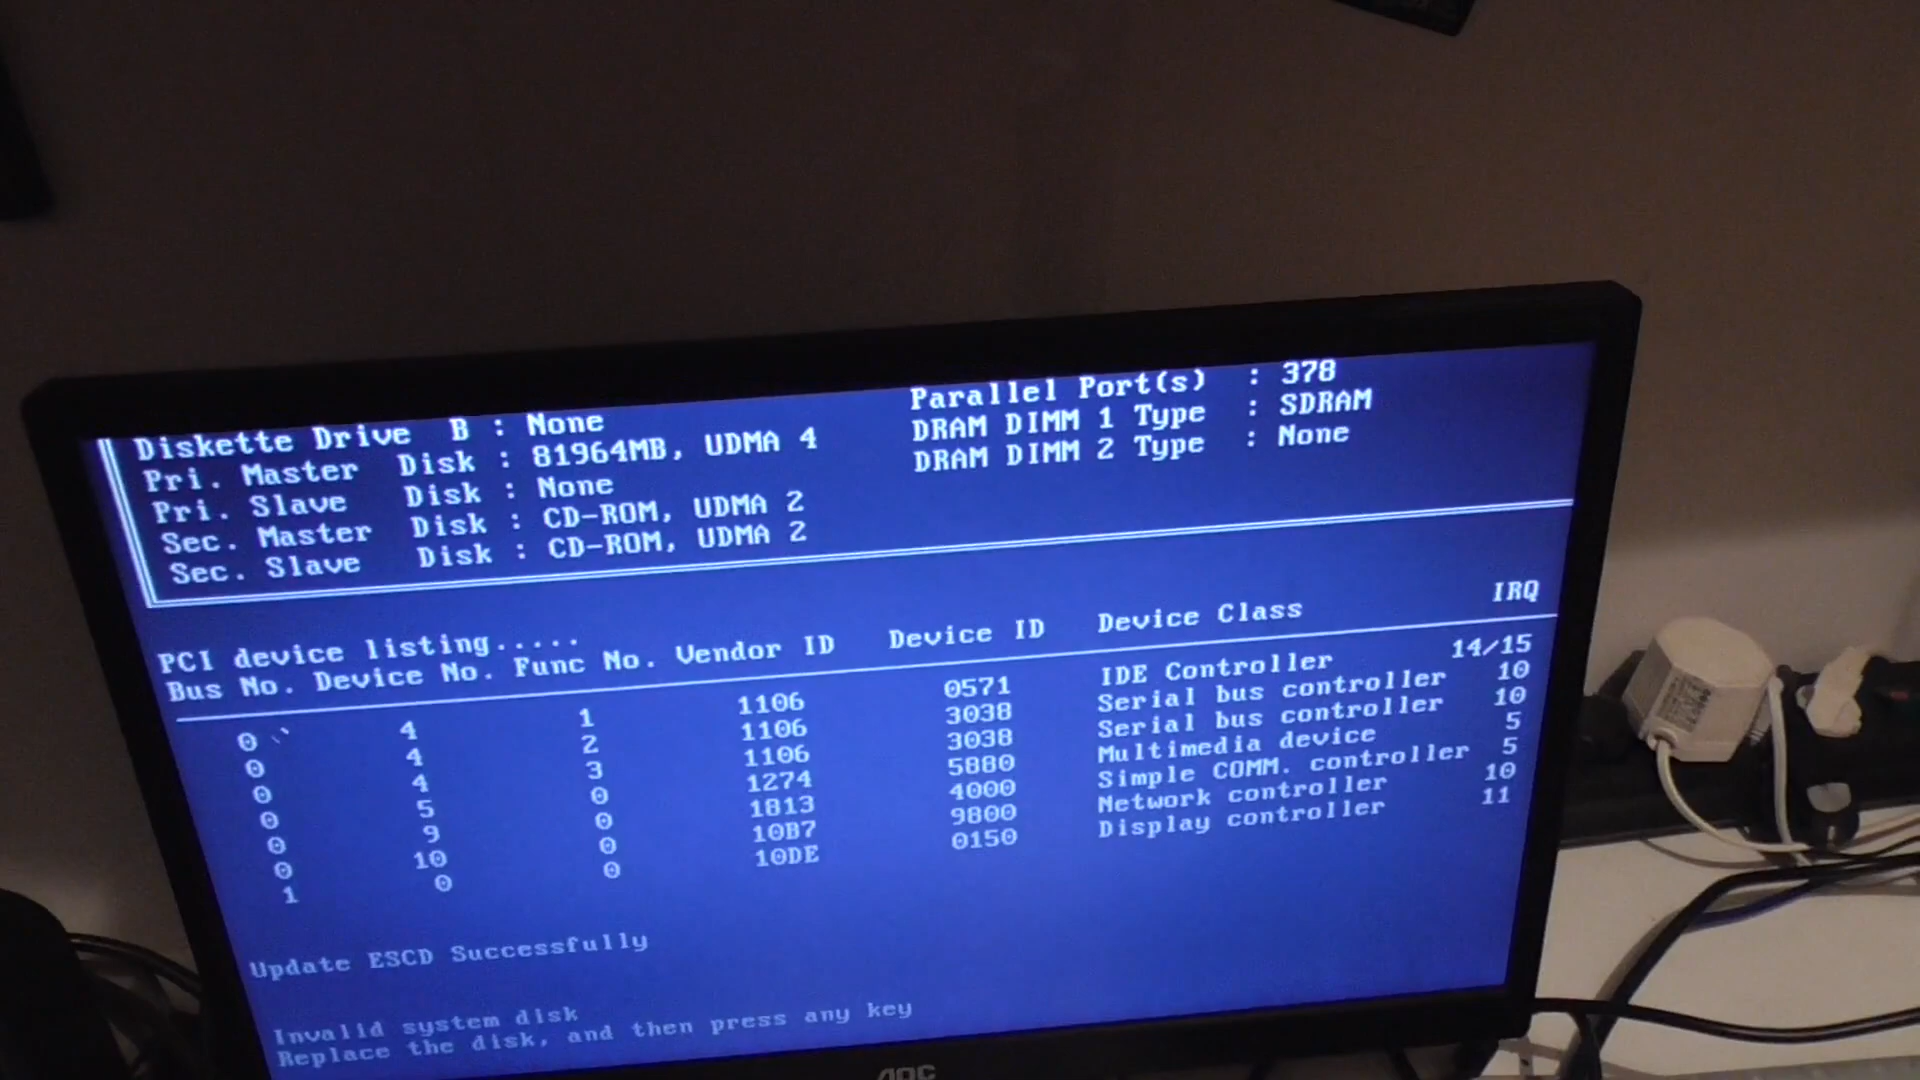 Diskette Drive B : None
Pri. Master Disk : 81964MB, UDMA 4
Pri. Slave Disk : None
Sec. Master Disk : CD-ROM, UDMA 2
Sec. Slave Disk : CD-ROM, UDMA 2
Parallel Port(s) : 378
DRAM DIMM 1 Type : SDRAM
DRAM DIMM 2 Type : None
PCI device listing.....
Bus No. Device No. Func No. Vendor ID Device ID Device Class IRQ
0 4 1 1106 0571 IDE Controller 14/15
0 4 2 1106 3038 Serial bus controller 10
0 4 3 1106 3038 Serial bus controller 10
0 5 0 1274 5880 Multimedia device 5
0 9 0 1813 4000 Simple COMM. controller 5
0 10 0 10B7 9800 Network controller 10
1 0 0 10DE 0150 Display controller 11
Update ESCD Successfully
Invalid system disk
Replace the disk, and then press any key
AOC